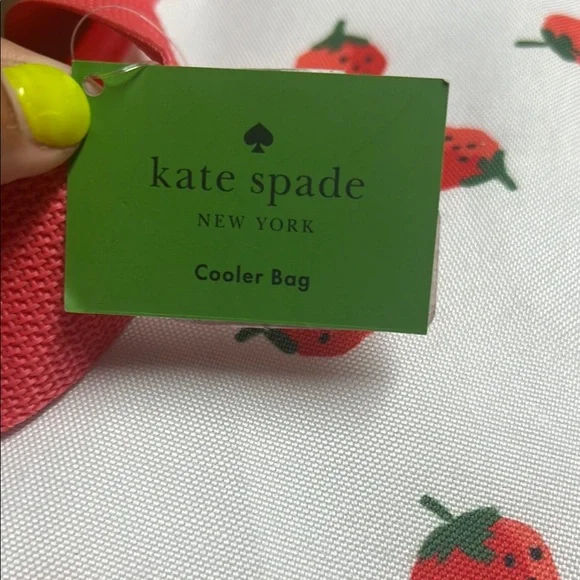 kate spade
NEW YORK
Cooler Bag